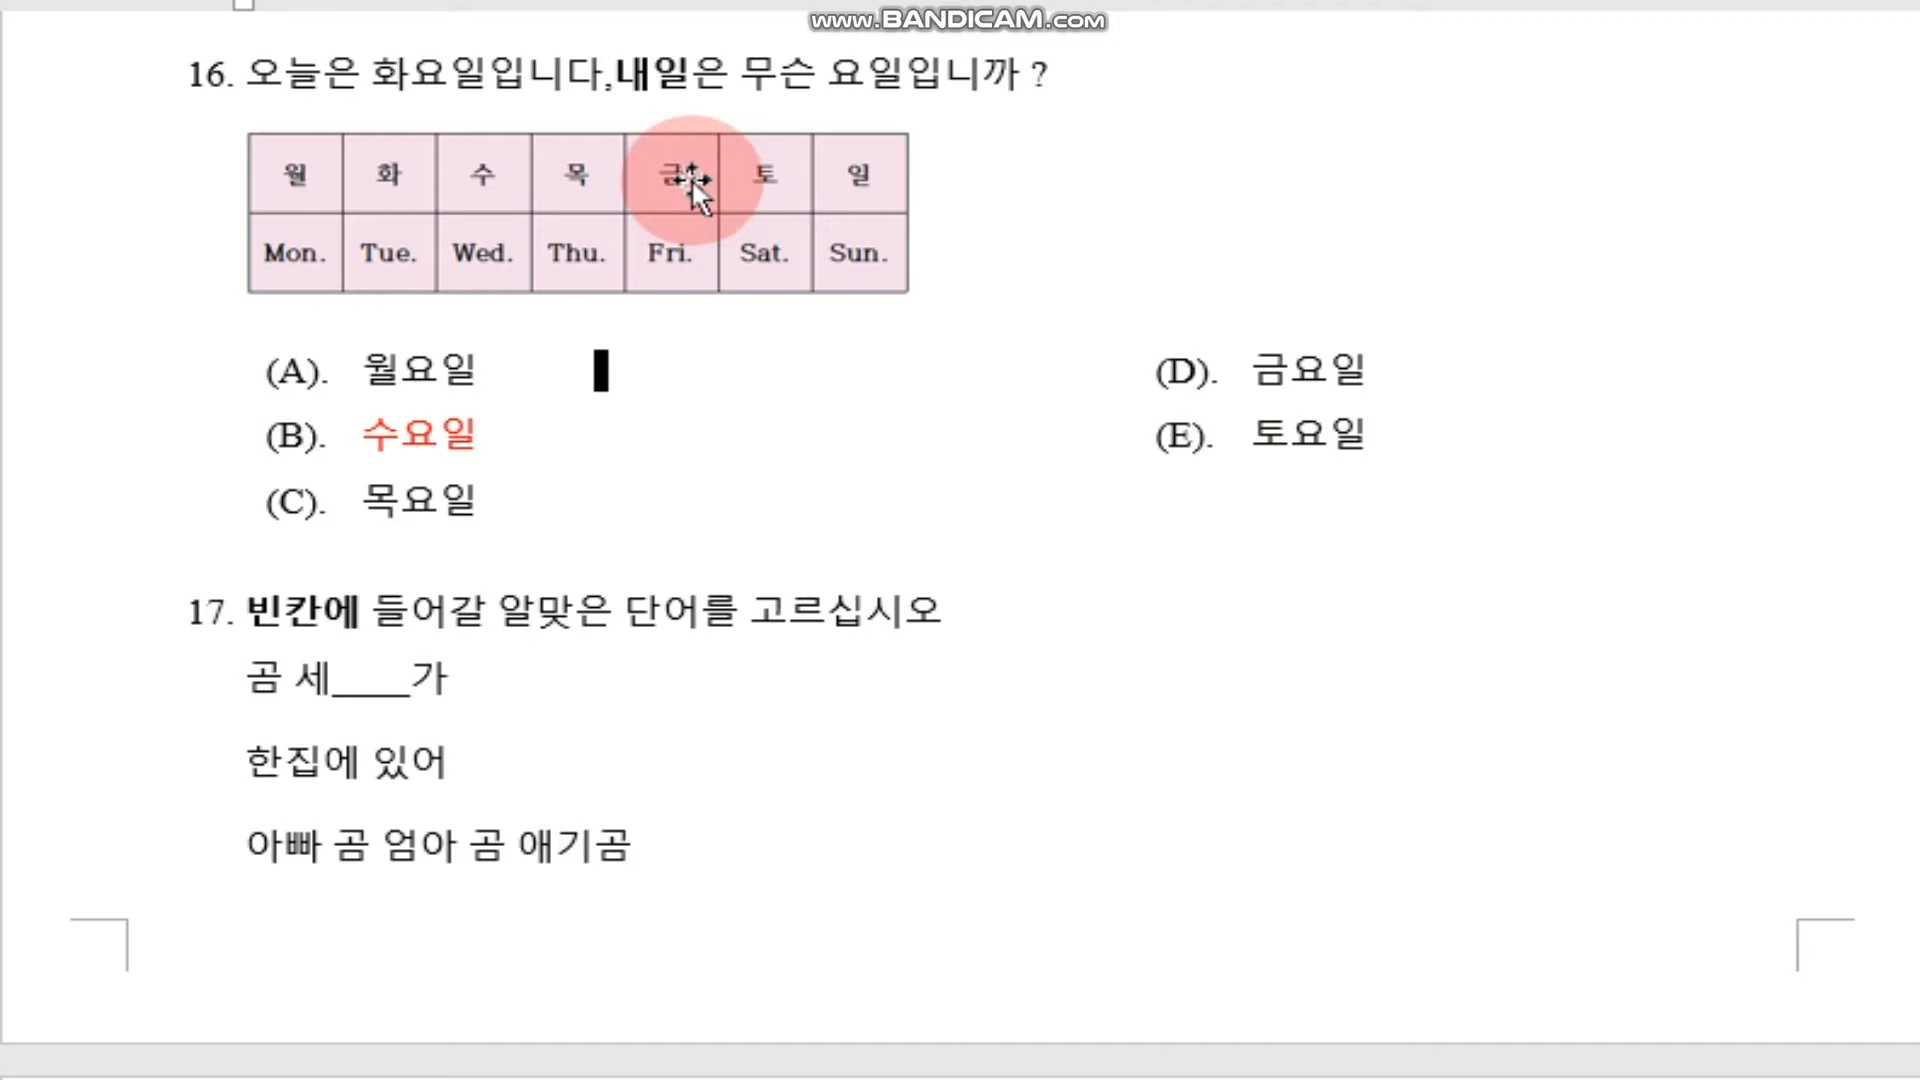 www.BANDICAM.com
16. 오늘은 화요일입니다,내일은 무슨 요일입니까 ?
월 화 수 목 금 토 일
Mon. Tue. Wed. Thu. Fri. Sat. Sun.
(A). 월요일
(B). 수요일
(C). 목요일
(D). 금요일
(E). 토요일
17. 빈칸에 들어갈 알맞은 단어를 고르십시오
곰 세____가
한집에 있어
아빠 곰 엄아 곰 애기곰